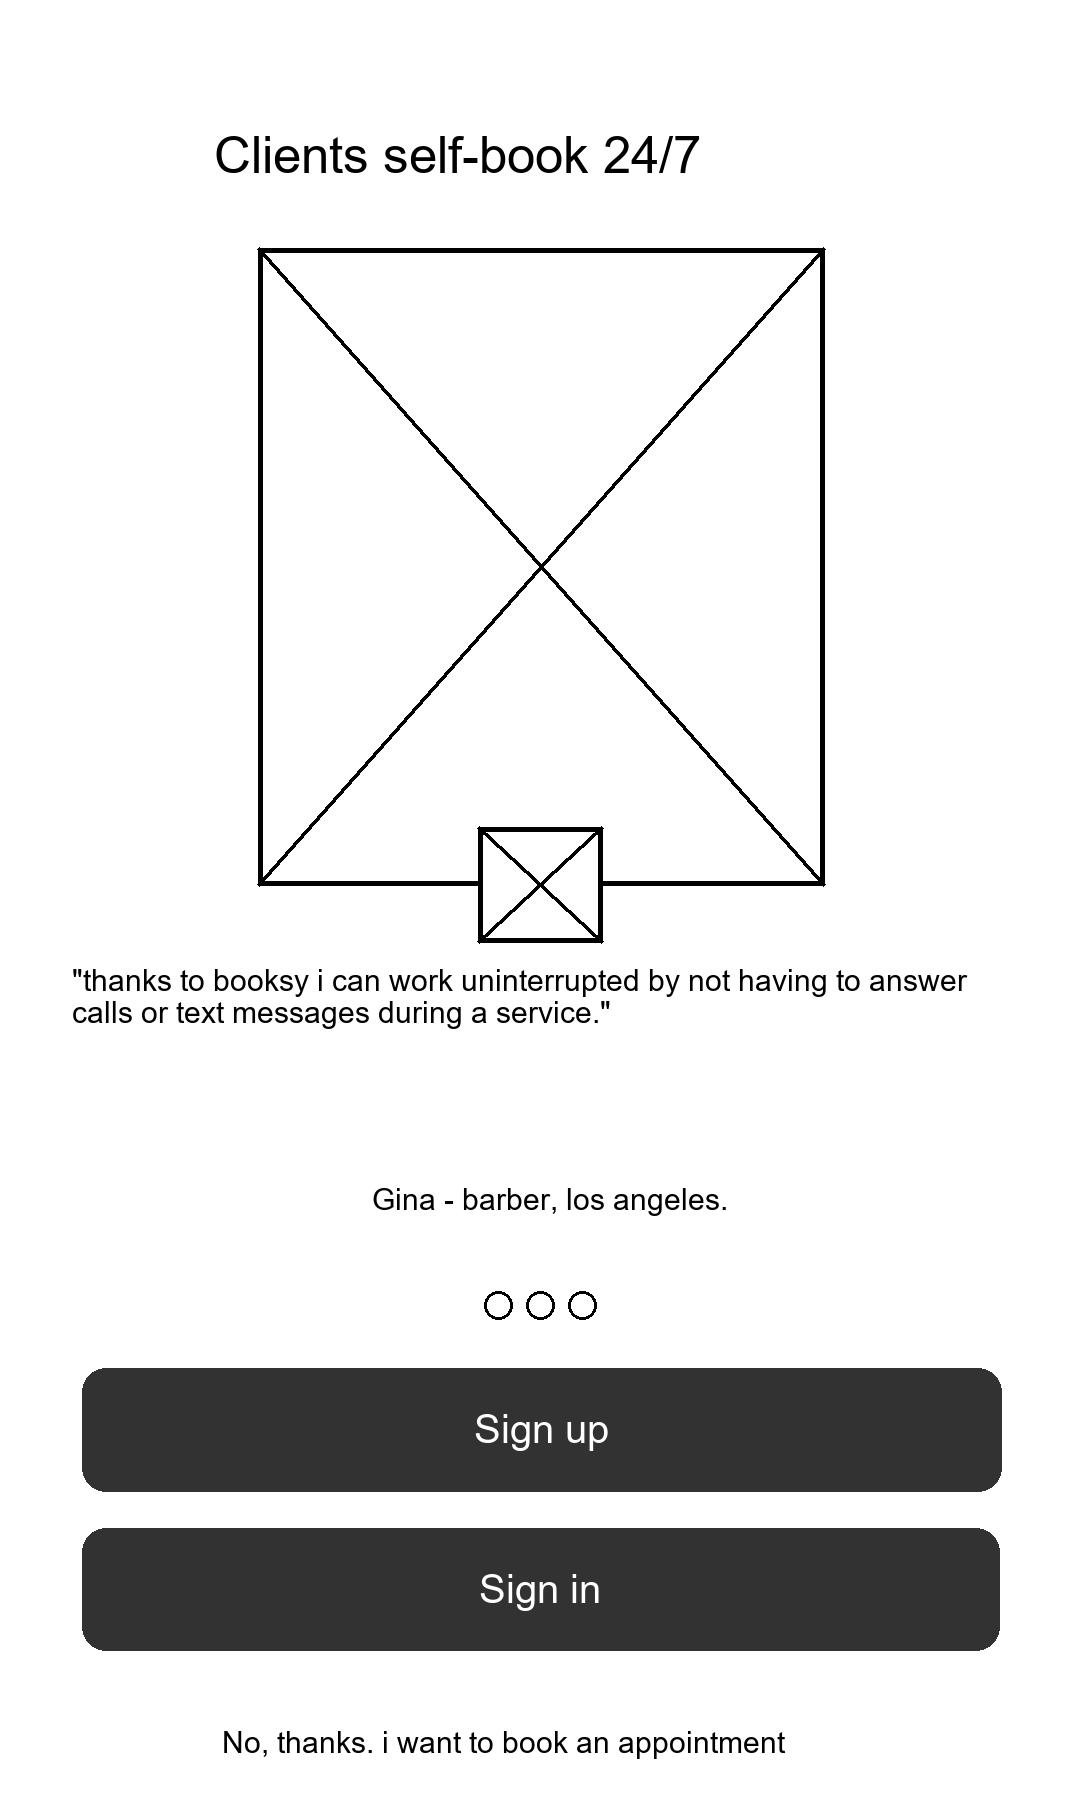 Clients self-book 24/7
"thanks to booksy i can work uninterrupted by not having to answer
calls or text messages during a service."
Gina - barber, los angeles.
Sign up
Sign in
No, thanks. i want to book an appointment